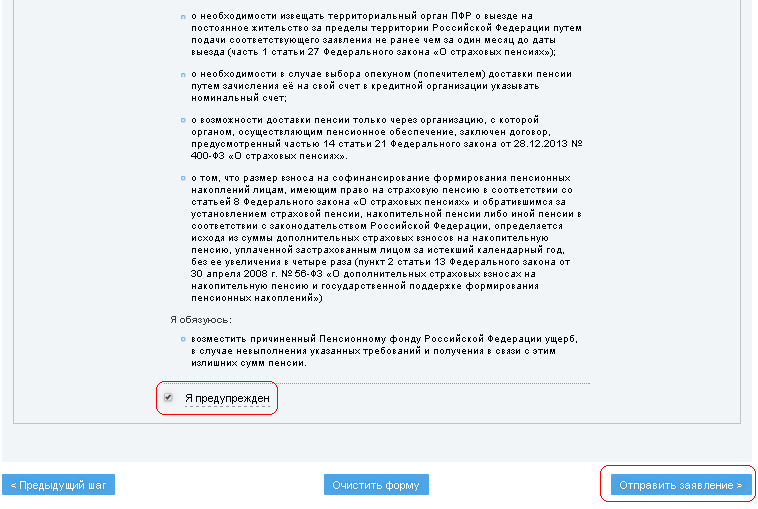 о необходимости извещать территориальный орган ПФР о выезде на
постоянное жительство за пределы территории Российской Федерации путем
подачи соответствующего заявления не ранее чем за один месяц до даты
выезда (часть 1 статьи 27 Федерального закона «О страховых пенсиях»);
о необходимости в случае выбора опекуном (попечителем) доставки пенсии
путем зачисления её на свой счет в кредитной организации указывать
номинальный счет;
о возможности доставки пенсии только через организацию, с которой
органом, осуществляющим пенсионное обеспечение, заключен договор,
предусмотренный частью 14 статьи 21 Федерального закона от 28.12.2013 №
400-ФЗ «О страховых пенсиях».
о том, что размер взноса на софинансирование формирования пенсионных
накоплений лицам, имеющим право на страховую пенсию в соответствии со
статьей 8 Федерального закона «О страховых пенсиях» и обратившимся за
установлением страховой пенсии, накопительной пенсии либо иной пенсии в
соответствии с законодательством Российской Федерации, определяется
исходя из суммы дополнительных страховых взносов на накопительную
пенсию, уплаченной застрахованным лицом за истекший календарный год,
без ее увеличения в четыре раза (пункт 2 статьи 13 Федерального закона от
30 апреля 2008 г. № 56-ФЗ «О дополнительных страховых взносах на
накопительную пенсию и государственной поддержке формирования
пенсионных накоплений»)
Я обязуюсь:
возместить причиненный Пенсионному фонду Российской Федерации ущерб,
в случае невыполнения указанных требований и получения в связи с этим
излишних сумм пенсии.
Я предупрежден
< Предыдущий шаг
Очистить форму
Отправить заявление >